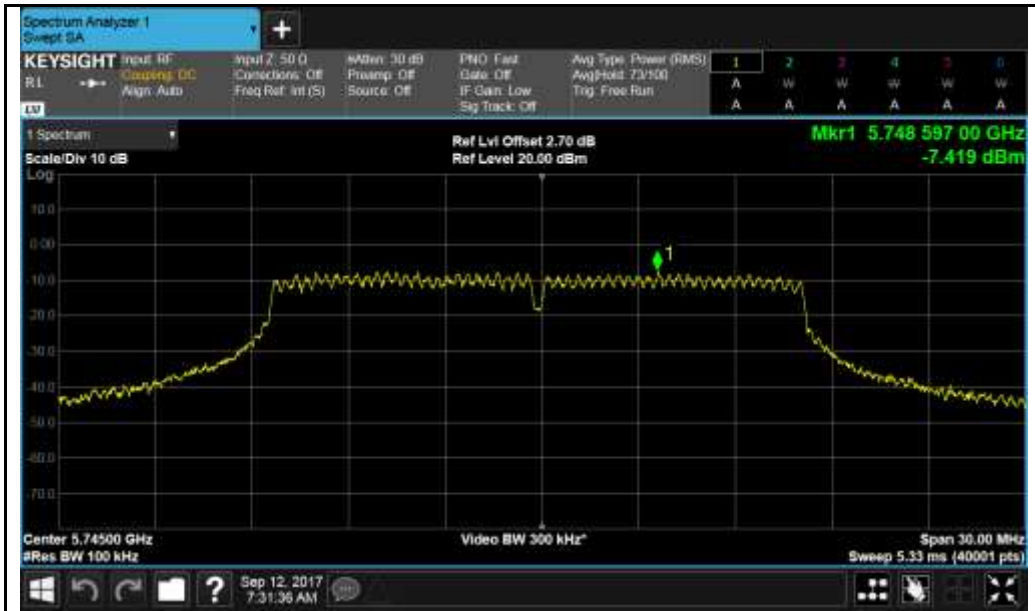 Spectrum Analyzer 1
Swept SA
+
KEYSIGHT Input: RF Input Z: 50 Ω #Atten: 30 dB PNO: Fast Avg Type: Power (RMS) 1 2 3 4 5 6
Coupling: DC Corrections: Off Preamp: Off Gate: Off Avg|Hold: 73/100 A W W W W W
RL Align: Auto Freq Ref: Int (S) Source: Off IF Gain: Low Trig: Free Run
Sig Track: Off A A A A A A
LXI
1 Spectrum Ref Lvl Offset 2.70 dB Mkr1 5.748 597 00 GHz
Scale/Div 10 dB Ref Level 20.00 dBm -7.419 dBm
Log
10.0
0.00
1
-10.0
-20.0
-30.0
-40.0
-50.0
-60.0
-70.0
Center 5.74500 GHz Video BW 300 kHz* Span 30.00 MHz
#Res BW 100 kHz Sweep 5.33 ms (40001 pts)
? Sep 12, 2017
7:31:36 AM